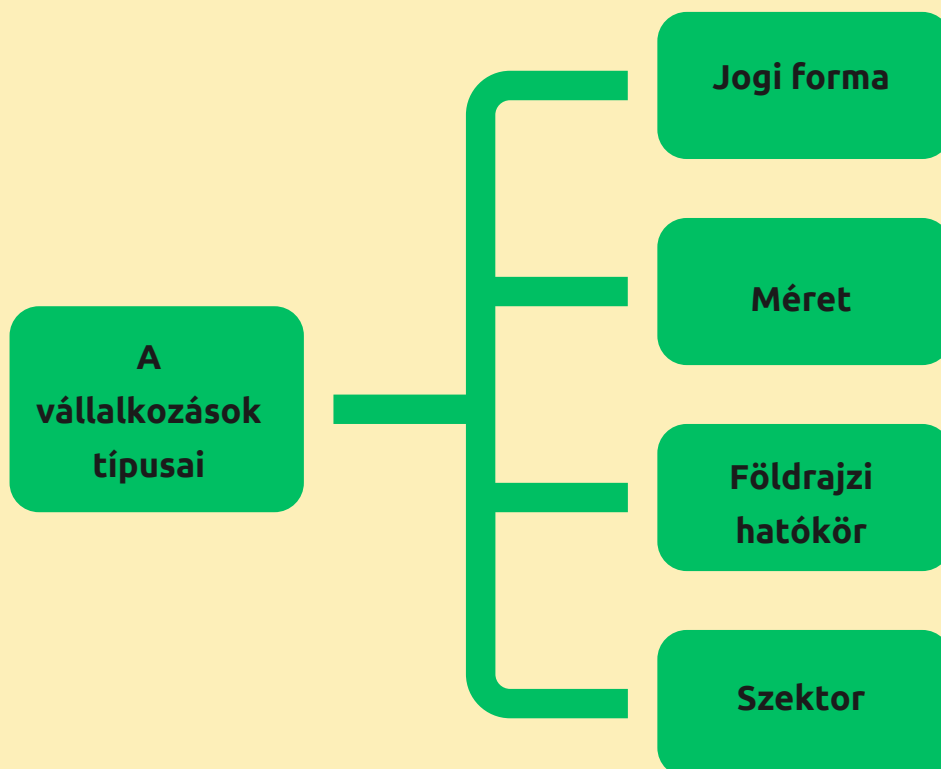 A
vállalkozások
típusai
Jogi forma
Méret
Földrajzi
hatókör
Szektor